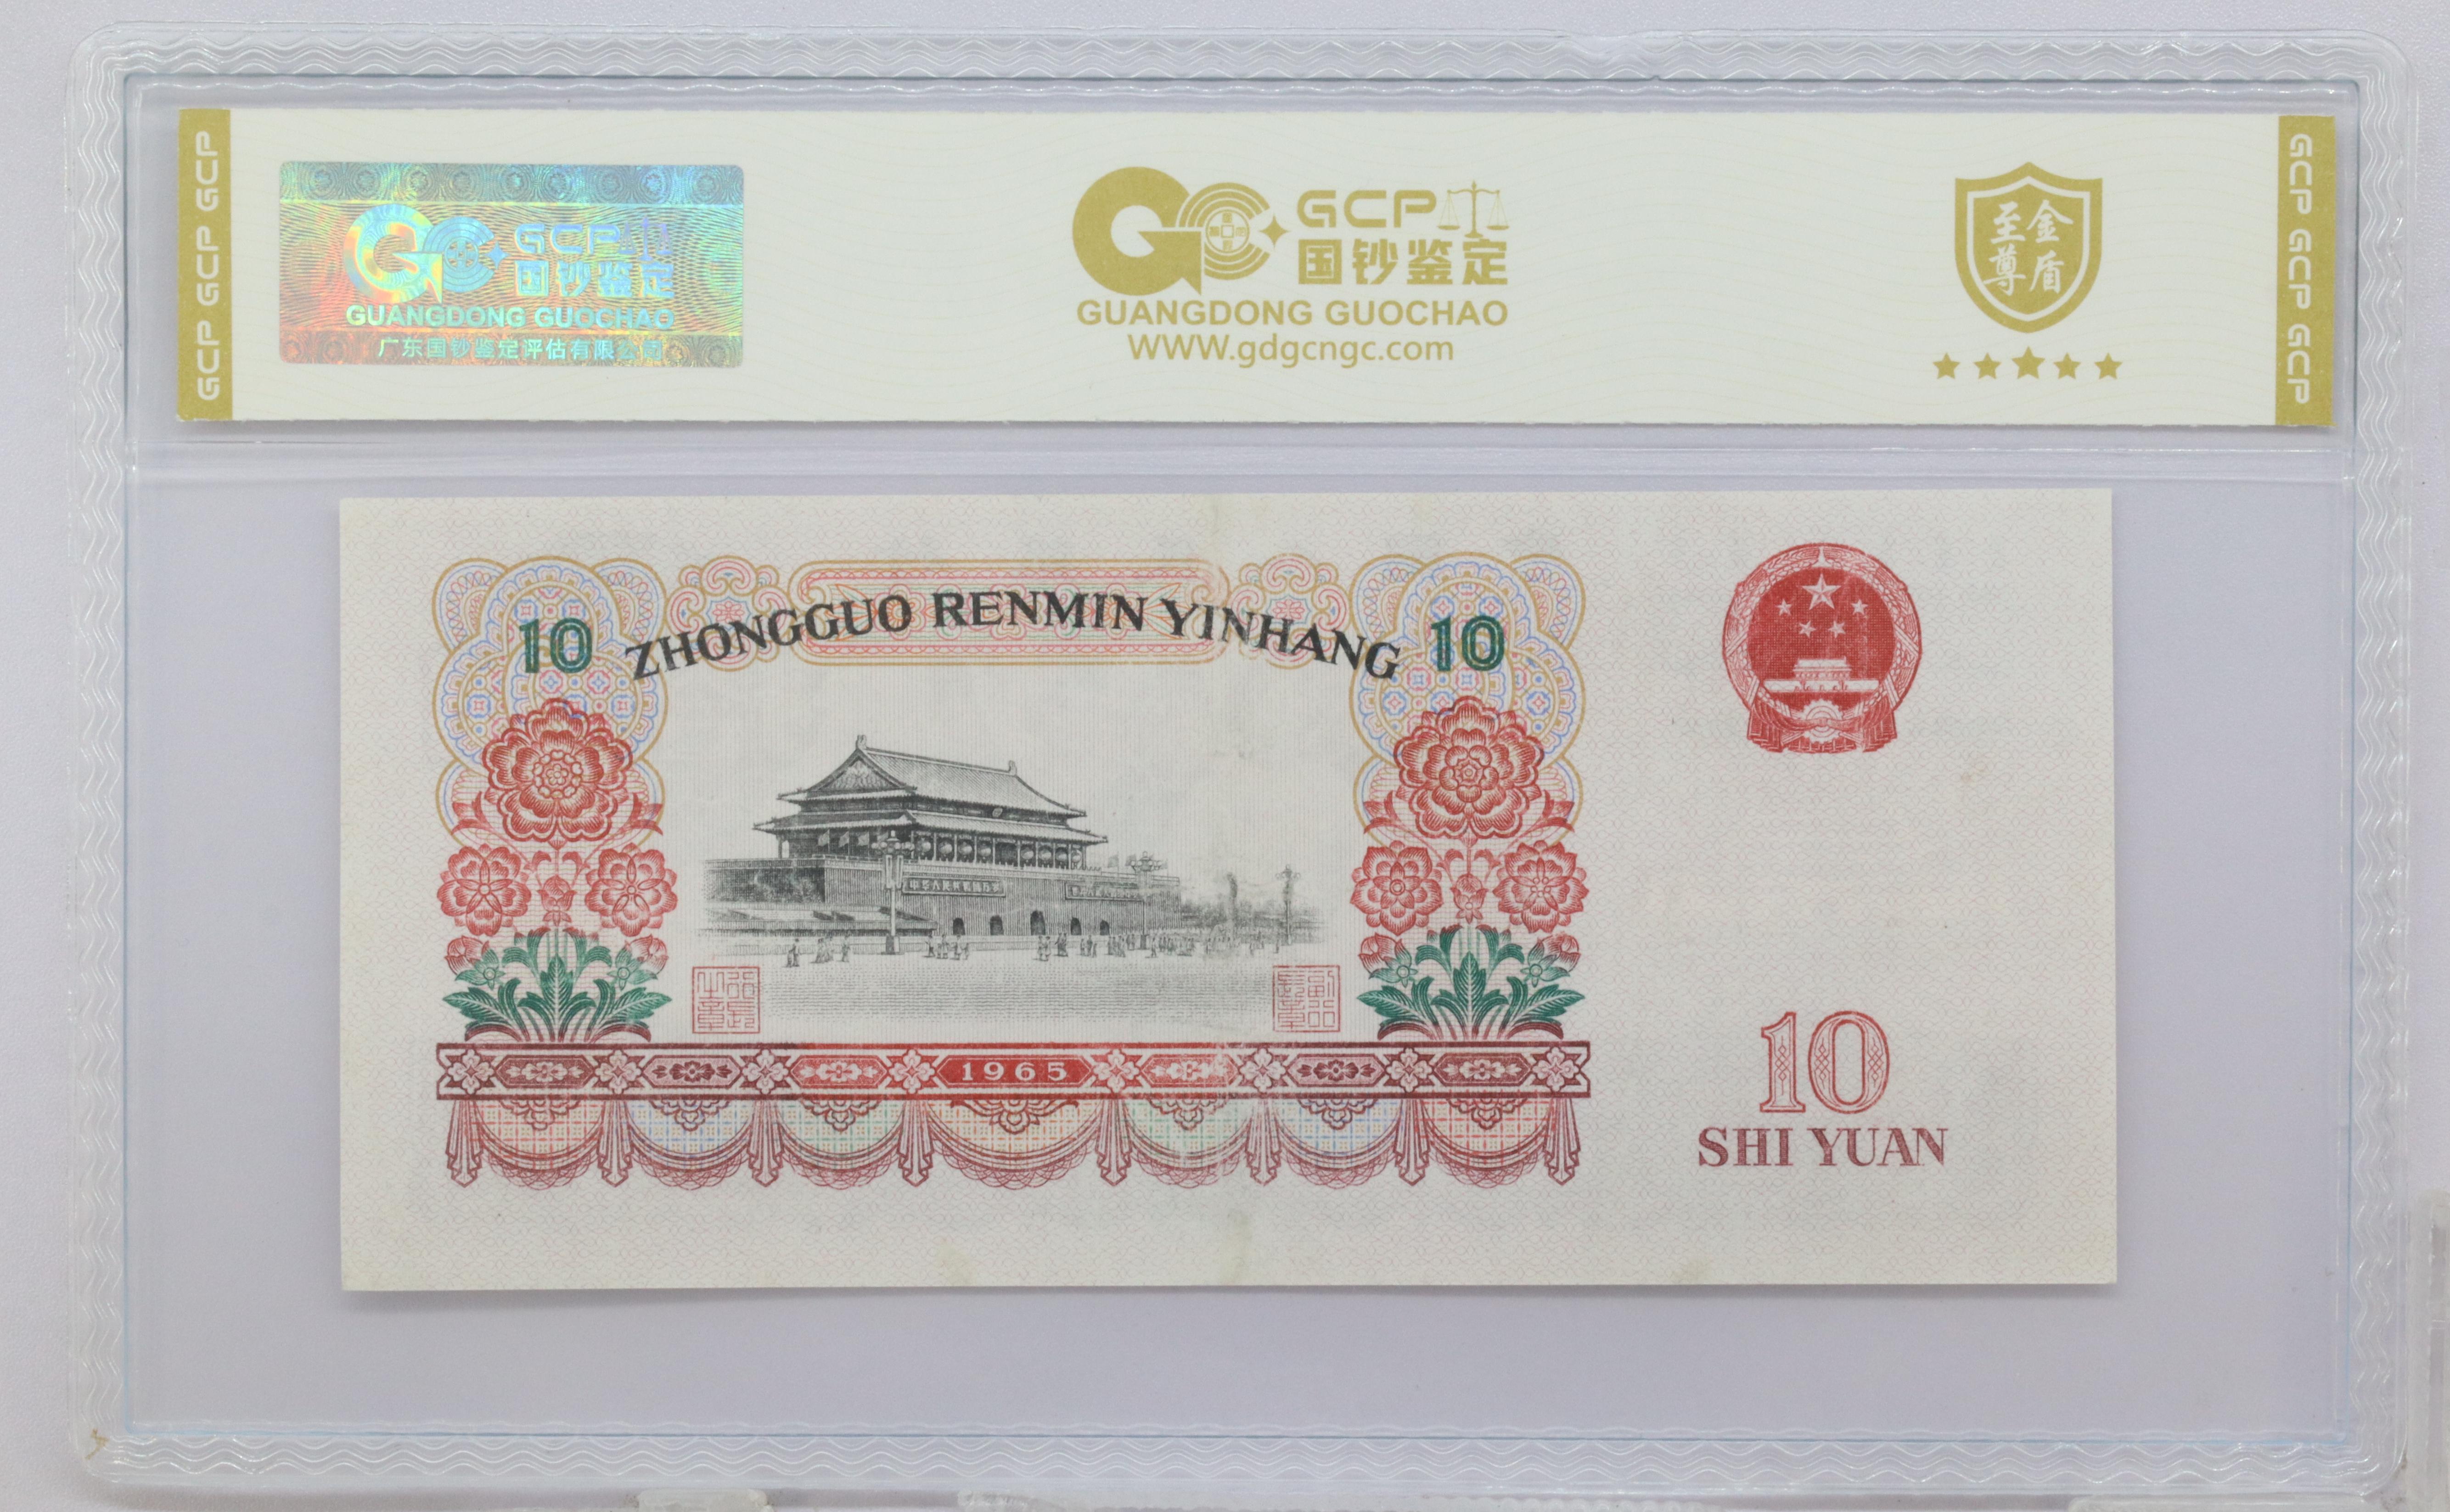 GCP GCP GCP
GCP
国钞鉴定
GUANGDONG GUOCHAO
广东国钞鉴定评估有限公司
GCP
国钞鉴定
GUANGDONG GUOCHAO
www.gdgcngc.com
至尊
金盾
GCP GCP GCP
10
ZHONGGUO RENMIN YINHANG
10
1965
10
SHI YUAN